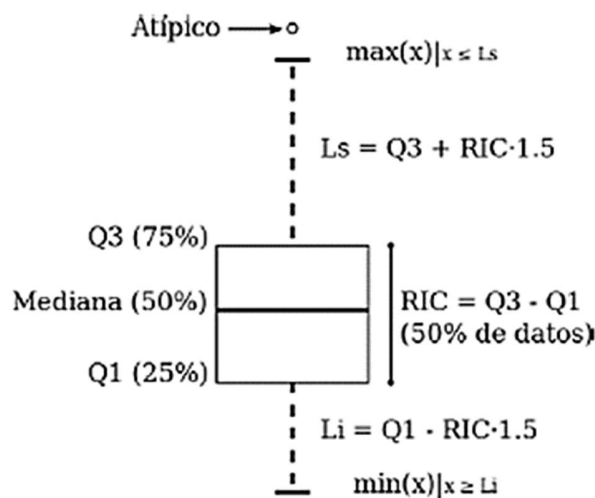 Atípico
max(x)|x ≤ Ls
Ls = Q3 + RIC·1.5
Q3 (75%)
Mediana (50%)
RIC = Q3 - Q1
(50% de datos)
Q1 (25%)
Li = Q1 - RIC·1.5
min(x)|x ≥ Li